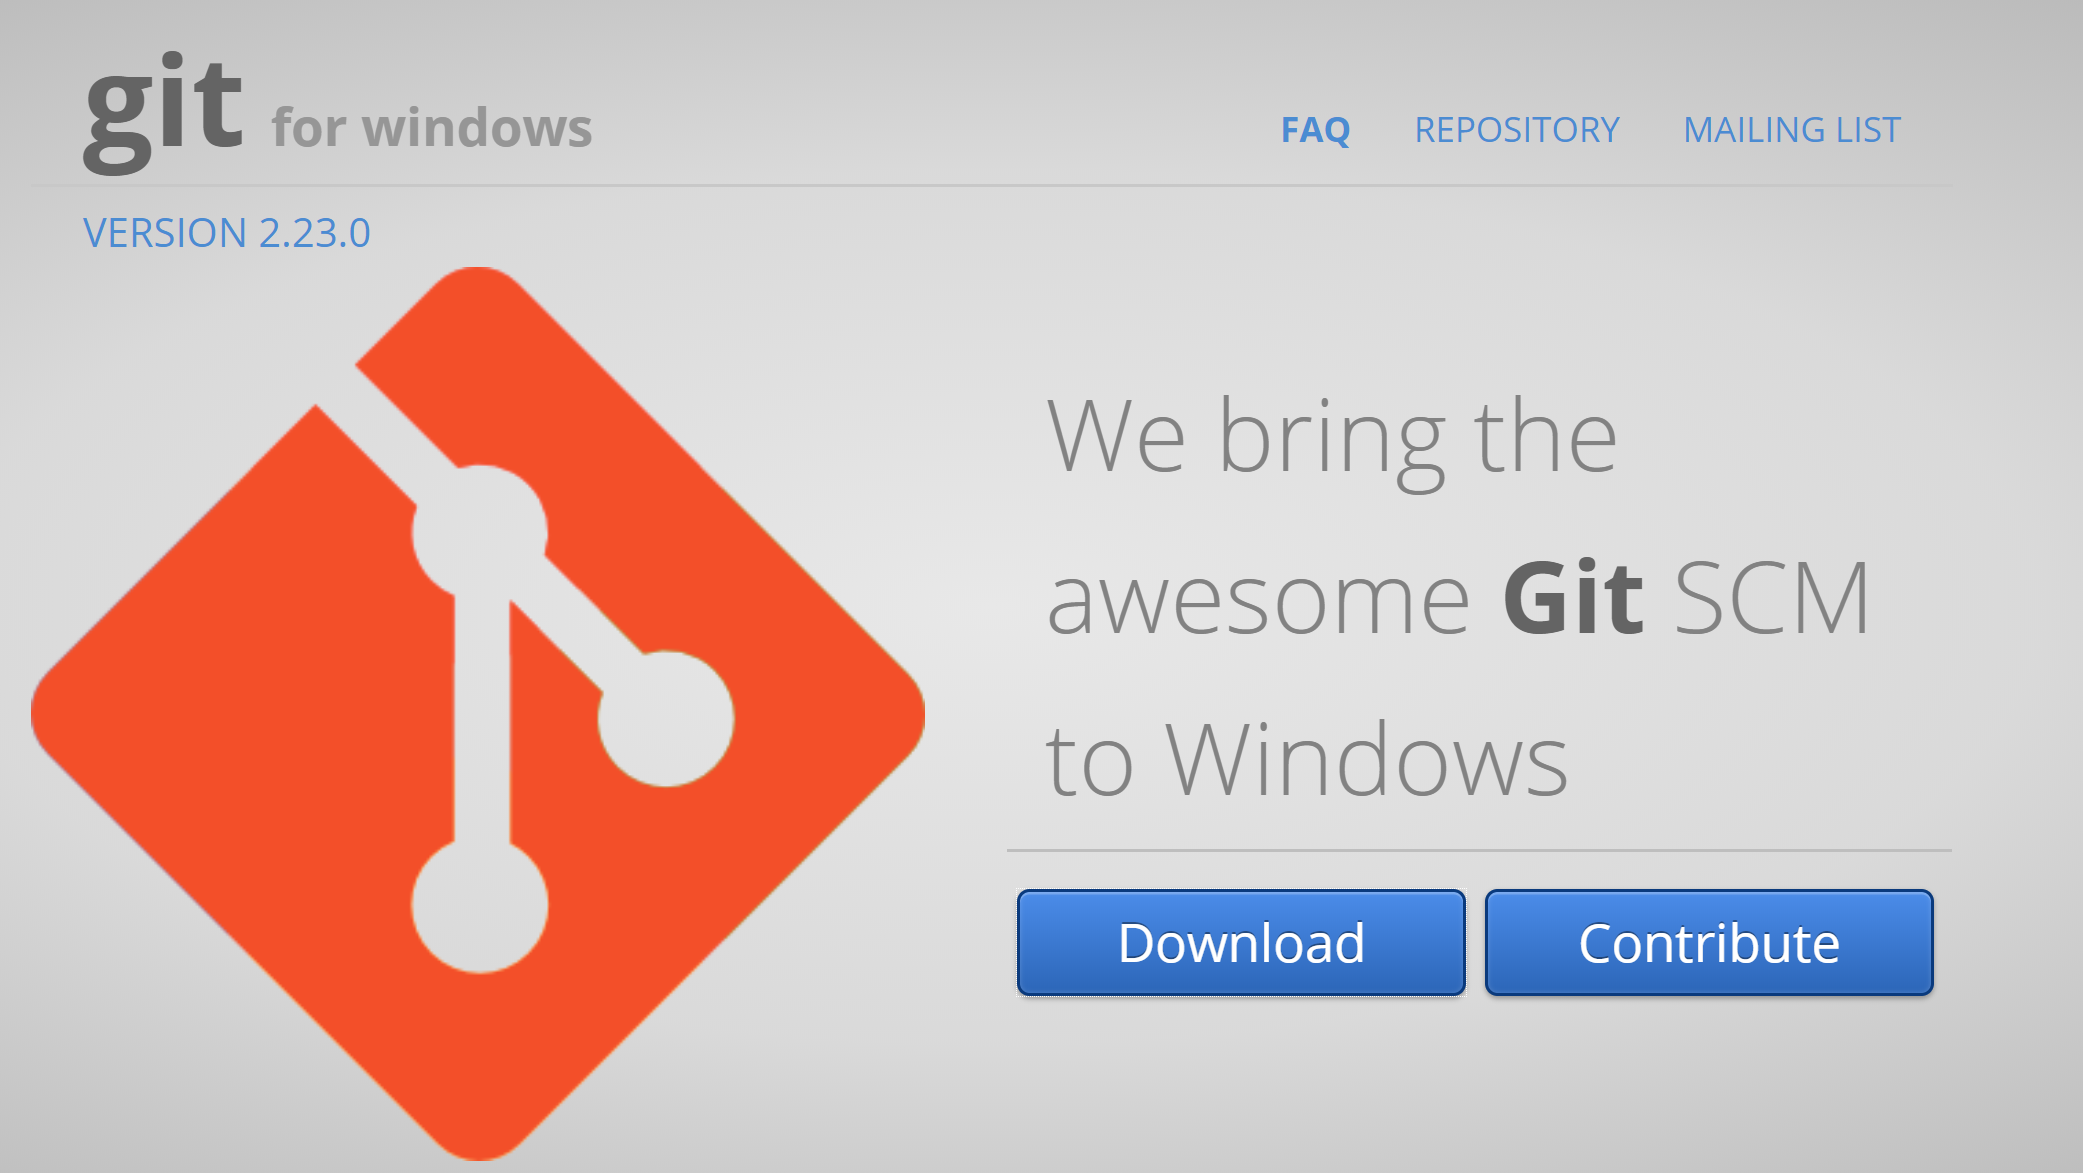 git for windows
FAQ REPOSITORY MAILING LIST
VERSION 2.23.0
We bring the
awesome Git SCM
to Windows
Download Contribute